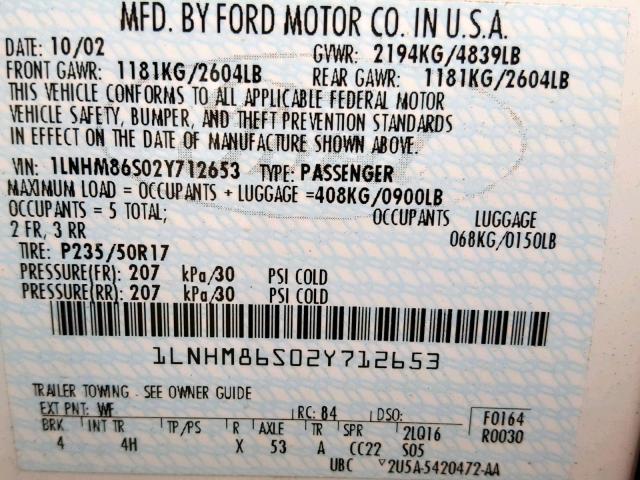 MFD. BY FORD MOTOR CO. IN U.S.A.
DATE: 10/02 GVWR: 2194KG/4839LB
FRONT GAWR: 1181KG/2604LB REAR GAWR: 1181KG/2604LB
THIS VEHICLE CONFORMS TO ALL APPLICABLE FEDERAL MOTOR
VEHICLE SAFETY, BUMPER, AND THEFT PREVENTION STANDARDS
IN EFFECT ON THE DATE OF MANUFACTURE SHOWN ABOVE.
VIN: 1LNHM86S02Y712653 TYPE: PASSENGER
MAXIMUM LOAD = OCCUPANTS + LUGGAGE =408KG/0900LB
OCCUPANTS = 5 TOTAL; OCCUPANTS LUGGAGE
2 FR, 3 RR 068KG/0150LB
TIRE: P235/50R17
PRESSURE(FR): 207 kPa/30 PSI COLD
PRESSURE(RR): 207 kPa/30 PSI COLD
1LNHM86S02Y712653
TRAILER TOWING - SEE OWNER GUIDE
EXT PNT: WF RC: 84 DSO: F0164
BRK INT TR TP/PS R AXLE TR SPR 2LQ16 R0030
4 4H X 53 A CC22 S05
UBC 2U5A-5420472-AA